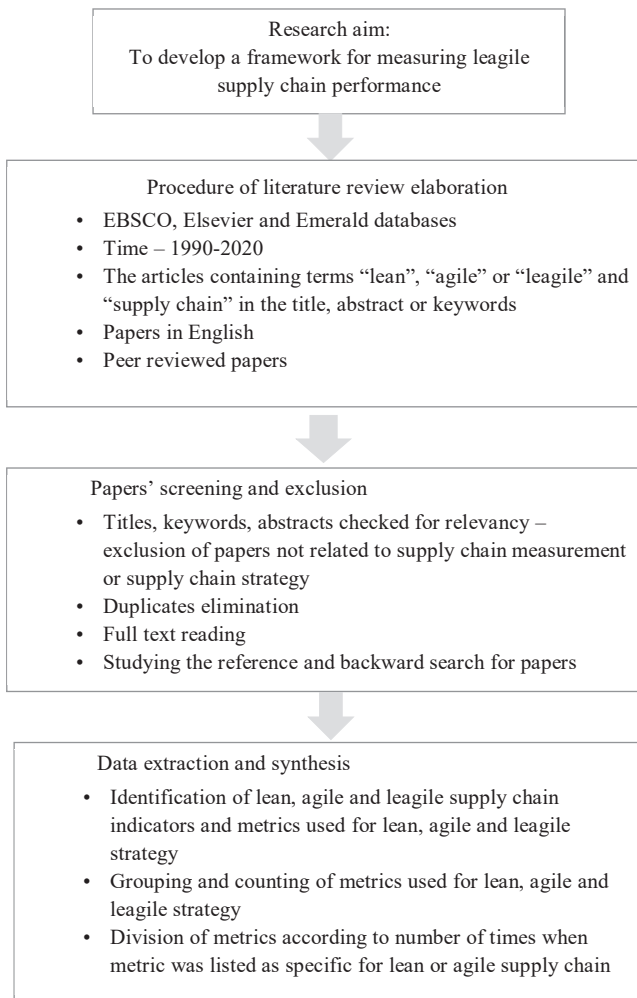 Research aim:
To develop a framework for measuring leagile
supply chain performance
Procedure of literature review elaboration
• EBSCO, Elsevier and Emerald databases
• Time – 1990-2020
• The articles containing terms “lean”, “agile” or “leagile” and
“supply chain” in the title, abstract or keywords
• Papers in English
• Peer reviewed papers
Papers’ screening and exclusion
• Titles, keywords, abstracts checked for relevancy –
exclusion of papers not related to supply chain measurement
or supply chain strategy
• Duplicates elimination
• Full text reading
• Studying the reference and backward search for papers
Data extraction and synthesis
• Identification of lean, agile and leagile supply chain
indicators and metrics used for lean, agile and leagile
strategy
• Grouping and counting of metrics used for lean, agile and
leagile strategy
• Division of metrics according to number of times when
metric was listed as specific for lean or agile supply chain